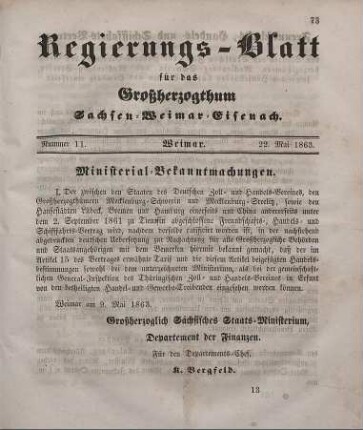 73
Regierungs-Blatt
für das
Großherzogthum
Sachsen-Weimar-Eisenach.
Nummer 11. Weimar. 22. Mai 1863.
Ministerial-Bekanntmachungen.
I. Der zwischen den Staaten des Deutschen Zoll- und Handels-Vereins, den
Großherzogthümern Mecklenburg-Schwerin und Mecklenburg-Strelitz, sowie den
Hansestädten Lübeck, Bremen und Hamburg einerseits und China andererseits unter
dem 2. September 1861 zu Tientsin abgeschlossene Freundschafts-, Handels- und
Schifffahrts-Vertrag wird, nachdem er ratifizirt worden ist, in der nachstehend
abgedruckten deutschen Uebersetzung zur Nachachtung für alle Großherzogliche Behörden
und Staatsangehörigen mit dem Bemerken hierdurch bekannt gemacht, daß der im
Artikel 15 des Vertrages erwähnte Tarif und die diesem Artikel beigefügten Handels-
bestimmungen sowohl bei dem unterzeichneten Ministerium, als bei der gemeinschaft-
lichen General-Inspektion des Thüringischen Zoll- und Handels-Vereins in Erfurt
von den betheiligten Handel- und Gewerbe-Treibenden eingesehen werden können.
Weimar am 9. Mai 1863.
Großherzoglich Sächsisches Staats-Ministerium,
Departement der Finanzen.
Für den Departements-Chef.
K. Bergfeld.
13